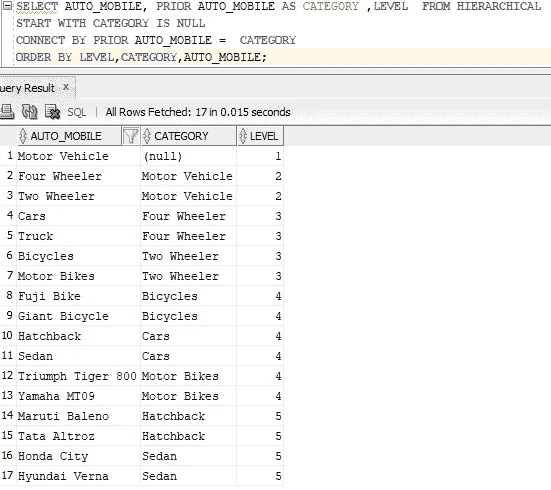 SELECT AUTO_MOBILE, PRIOR AUTO_MOBILE AS CATEGORY ,LEVEL  FROM HIERARCHICAL
START WITH CATEGORY IS NULL
CONNECT BY PRIOR AUTO_MOBILE =  CATEGORY
ORDER BY LEVEL,CATEGORY,AUTO_MOBILE;
uery Result x
SQL | All Rows Fetched: 17 in 0.015 seconds
AUTO_MOBILE CATEGORY LEVEL
1 Motor Vehicle (null) 1
2 Four Wheeler Motor Vehicle 2
3 Two Wheeler Motor Vehicle 2
4 Cars Four Wheeler 3
5 Truck Four Wheeler 3
6 Bicycles Two Wheeler 3
7 Motor Bikes Two Wheeler 3
8 Fuji Bike Bicycles 4
9 Giant Bicycle Bicycles 4
10 Hatchback Cars 4
11 Sedan Cars 4
12 Triumph Tiger 800 Motor Bikes 4
13 Yamaha MT09 Motor Bikes 4
14 Maruti Baleno Hatchback 5
15 Tata Altroz Hatchback 5
16 Honda City Sedan 5
17 Hyundai Verna Sedan 5